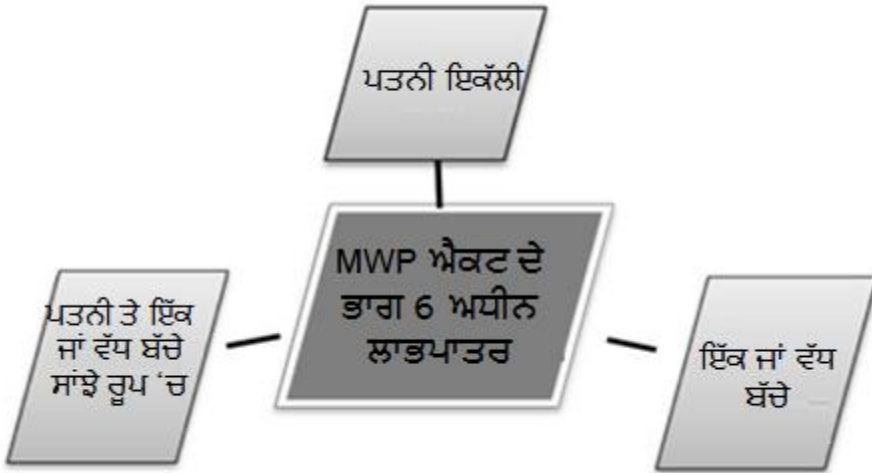 ਪਤਨੀ ਇਕੱਲੀ
MWP ਐਕਟ ਦੇ
ਭਾਗ 6 ਅਧੀਨ
ਲਾਭਪਾਤਰ
ਪਤਨੀ ਤੇ ਇੱਕ
ਜਾਂ ਵੱਧ ਬੱਚੇ
ਸਾਂਝੇ ਰੂਪ ‘ਚ
ਇੱਕ ਜਾਂ ਵੱਧ
ਬੱਚੇ